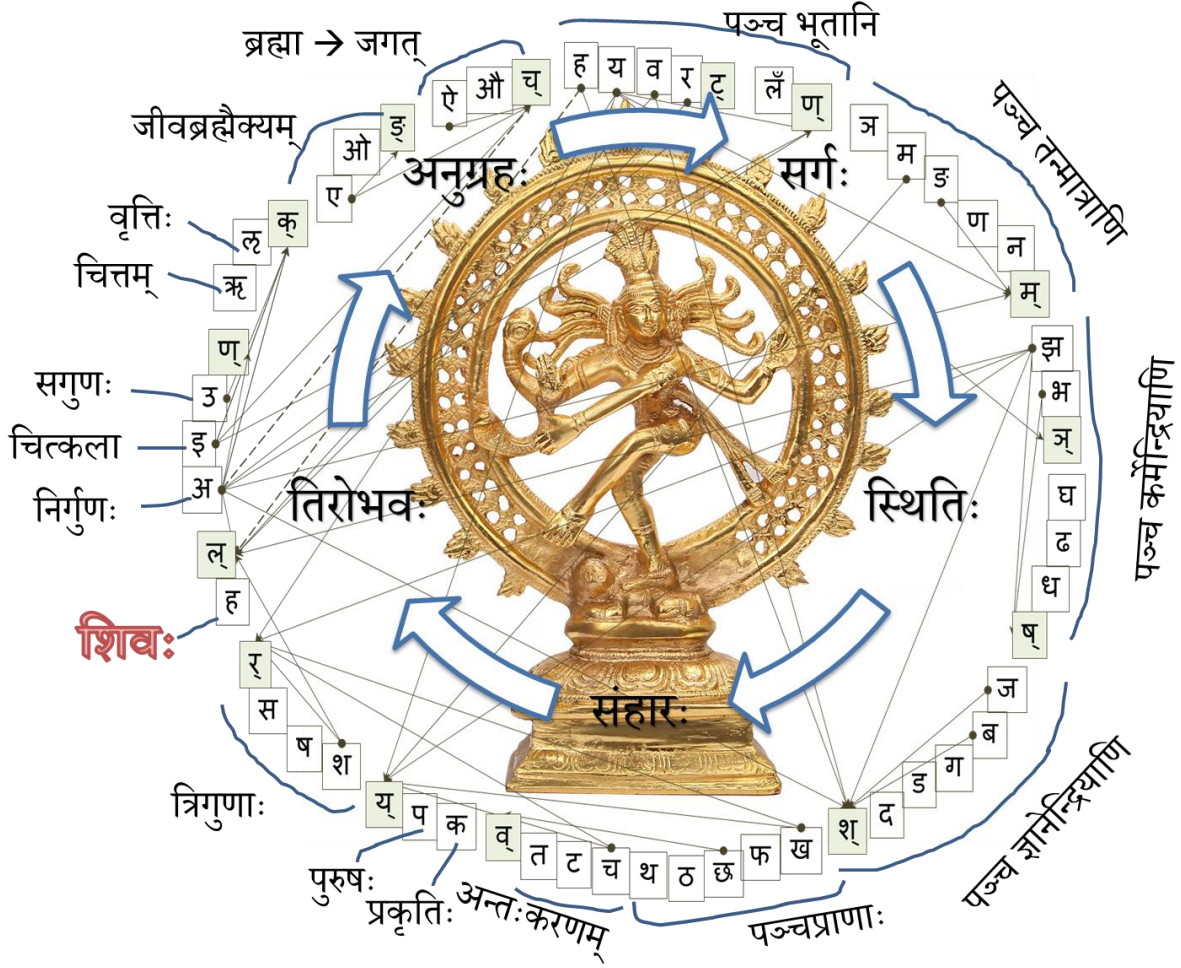 पञ्च भूतानि
ब्रह्मा → जगत्
ह य व र ट्
लँ ण्
ऐ औ च्
पञ्च तन्मात्राणि
ञ म ङ ण न म्
जीवब्रह्मैक्यम्
ए ओ ङ्
अनुग्रहः
सर्गः
वृत्तिः
ऌ क्
चित्तम्
ऋ
सगुणः
उ ण्
चित्कला
इ
निर्गुणः
अ
तिरोभवः
स्थितिः
झ भ ञ्
पञ्च कर्मेन्द्रियाणि
घ ढ ध ष्
ल्
ह
शिवः
संहारः
र्
स
ष
श
त्रिगुणाः
ज ब ग ड द श्
पञ्च ज्ञानेन्द्रियाणि
य्
प
क
पुरुषः
प्रकृतिः
व्
त ट च
थ ठ छ फ ख
अन्तःकरणम्
पञ्चप्राणाः